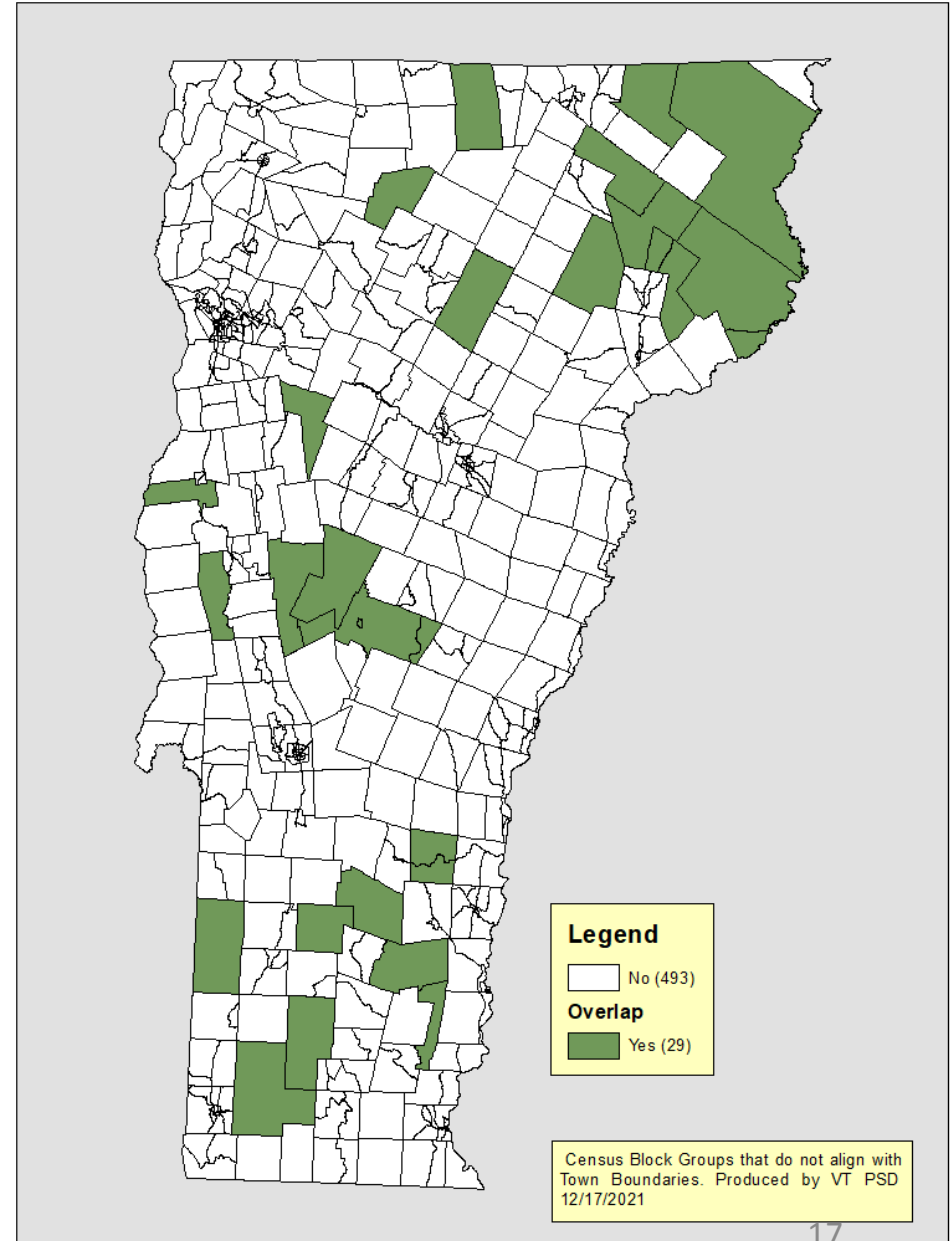 Legend
No (493)
Overlap
Yes (29)
Census Block Groups that do not align with
Town Boundaries. Produced by VT PSD
12/17/2021
17